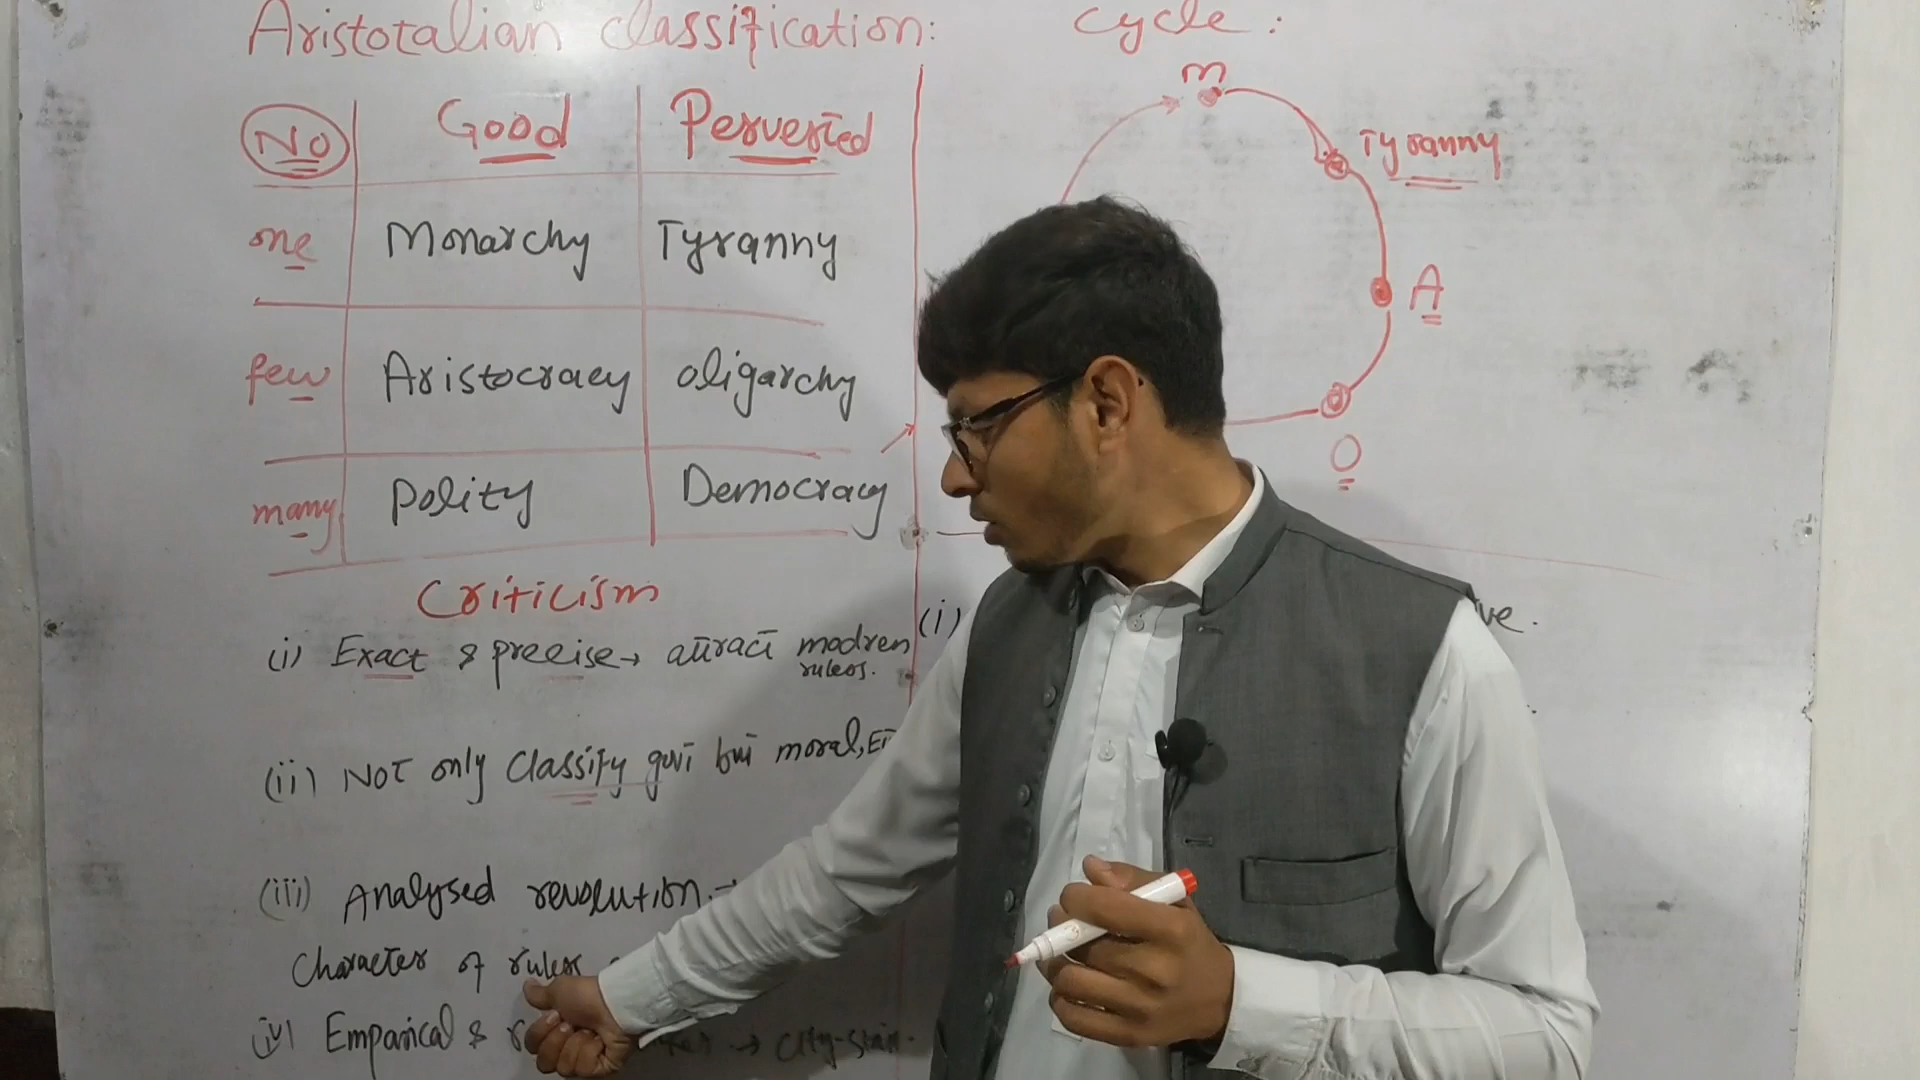 Aristotalian classification:
Cycle:
No Good Perverted
one Monarchy Tyranny
few Aristocracy oligarchy
many Polity Democracy
M
Tyranny
A
O
Criticism
(i) Exact & precise → attract modren
rulers.
(ii) Not only Classify govt but moral,
(iii) Analysed revolution.
Character of rulers
(iv) Emparical & → City-stat.
(i)